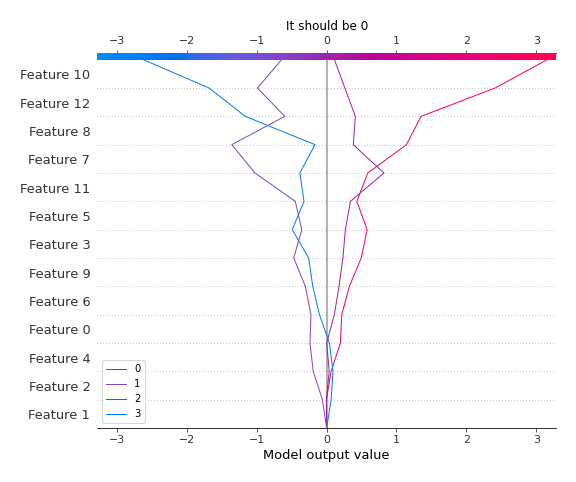 It should be 0
−3 −2 −1 0 1 2 3
Feature 10
Feature 12
Feature 8
Feature 7
Feature 11
Feature 5
Feature 3
Feature 9
Feature 6
Feature 0
Feature 4
Feature 2
Feature 1
0
1
2
3
−3 −2 −1 0 1 2 3
Model output value